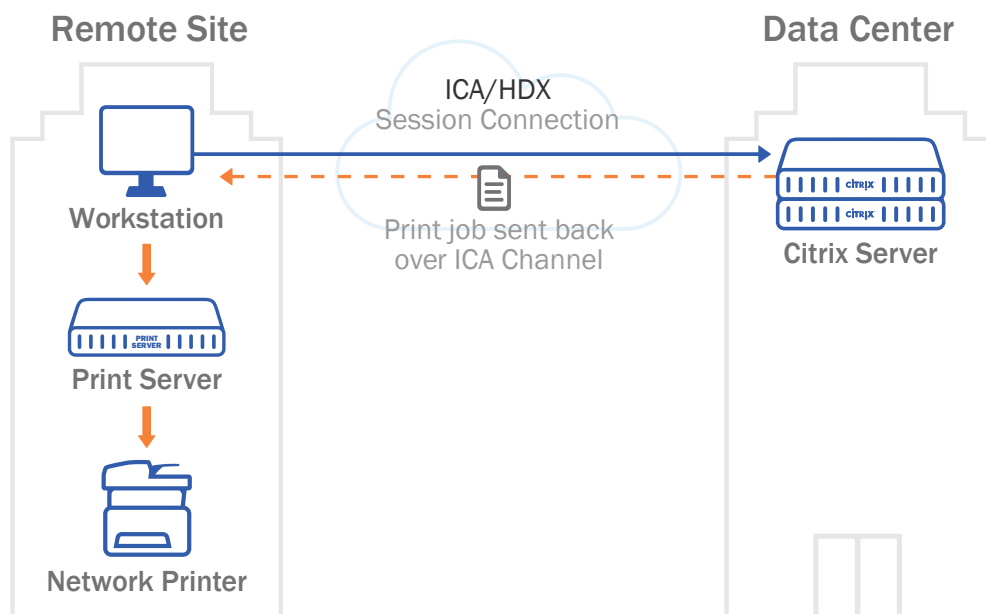 Remote Site
Data Center
ICA/HDX
Session Connection
Workstation
Print job sent back
over ICA Channel
CITRIX
CITRIX
Citrix Server
PRINT
SERVER
Print Server
Network Printer